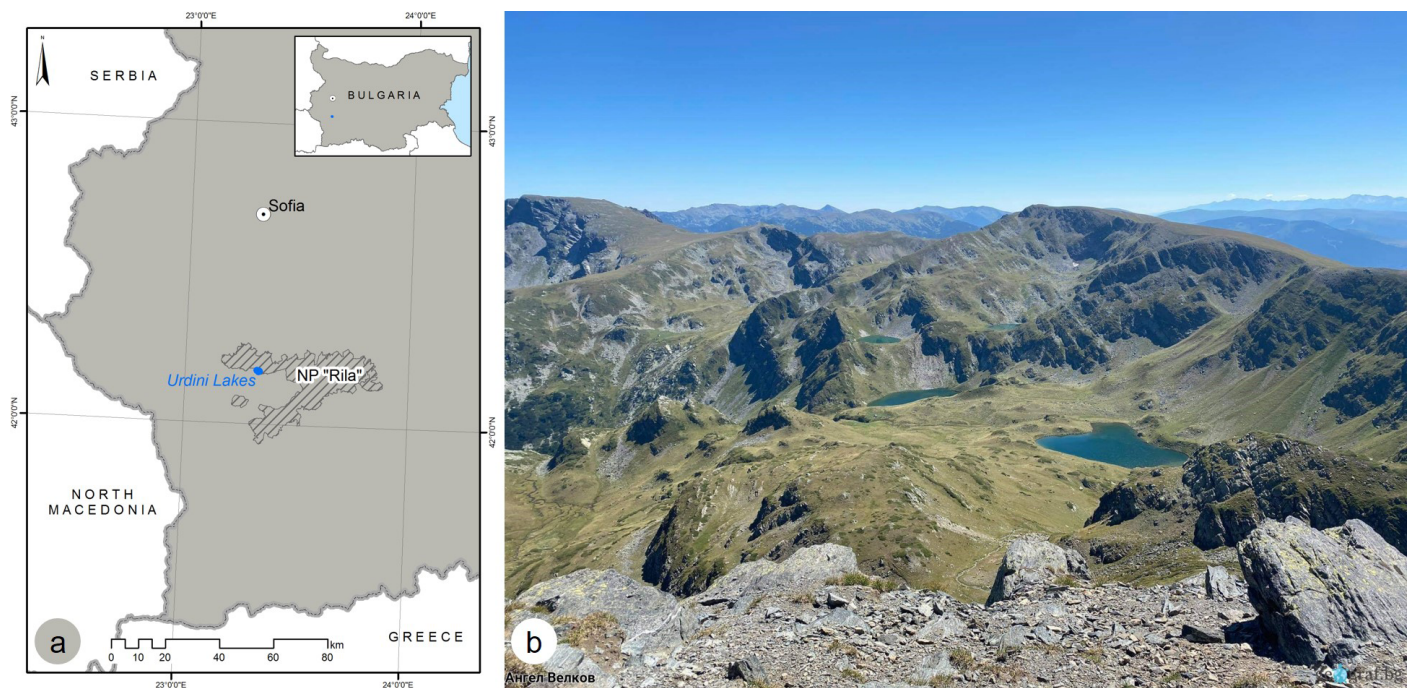 23°0'0"E
24°0'0"E
N
SERBIA
BULGARIA
43°0'0"N
43°0'0"N
Sofia
Urdini Lakes
NP "Rila"
42°0'0"N
42°0'0"N
NORTH
MACEDONIA
GREECE
a
km
0 10 20 40 60 80
23°0'0"E
24°0'0"E
b
Ангел Велков
raf.bg